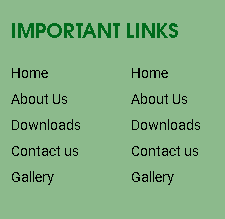 IMPORTANT LINKS
Home Home
About Us About Us
Downloads Downloads
Contact us Contact us
Gallery Gallery